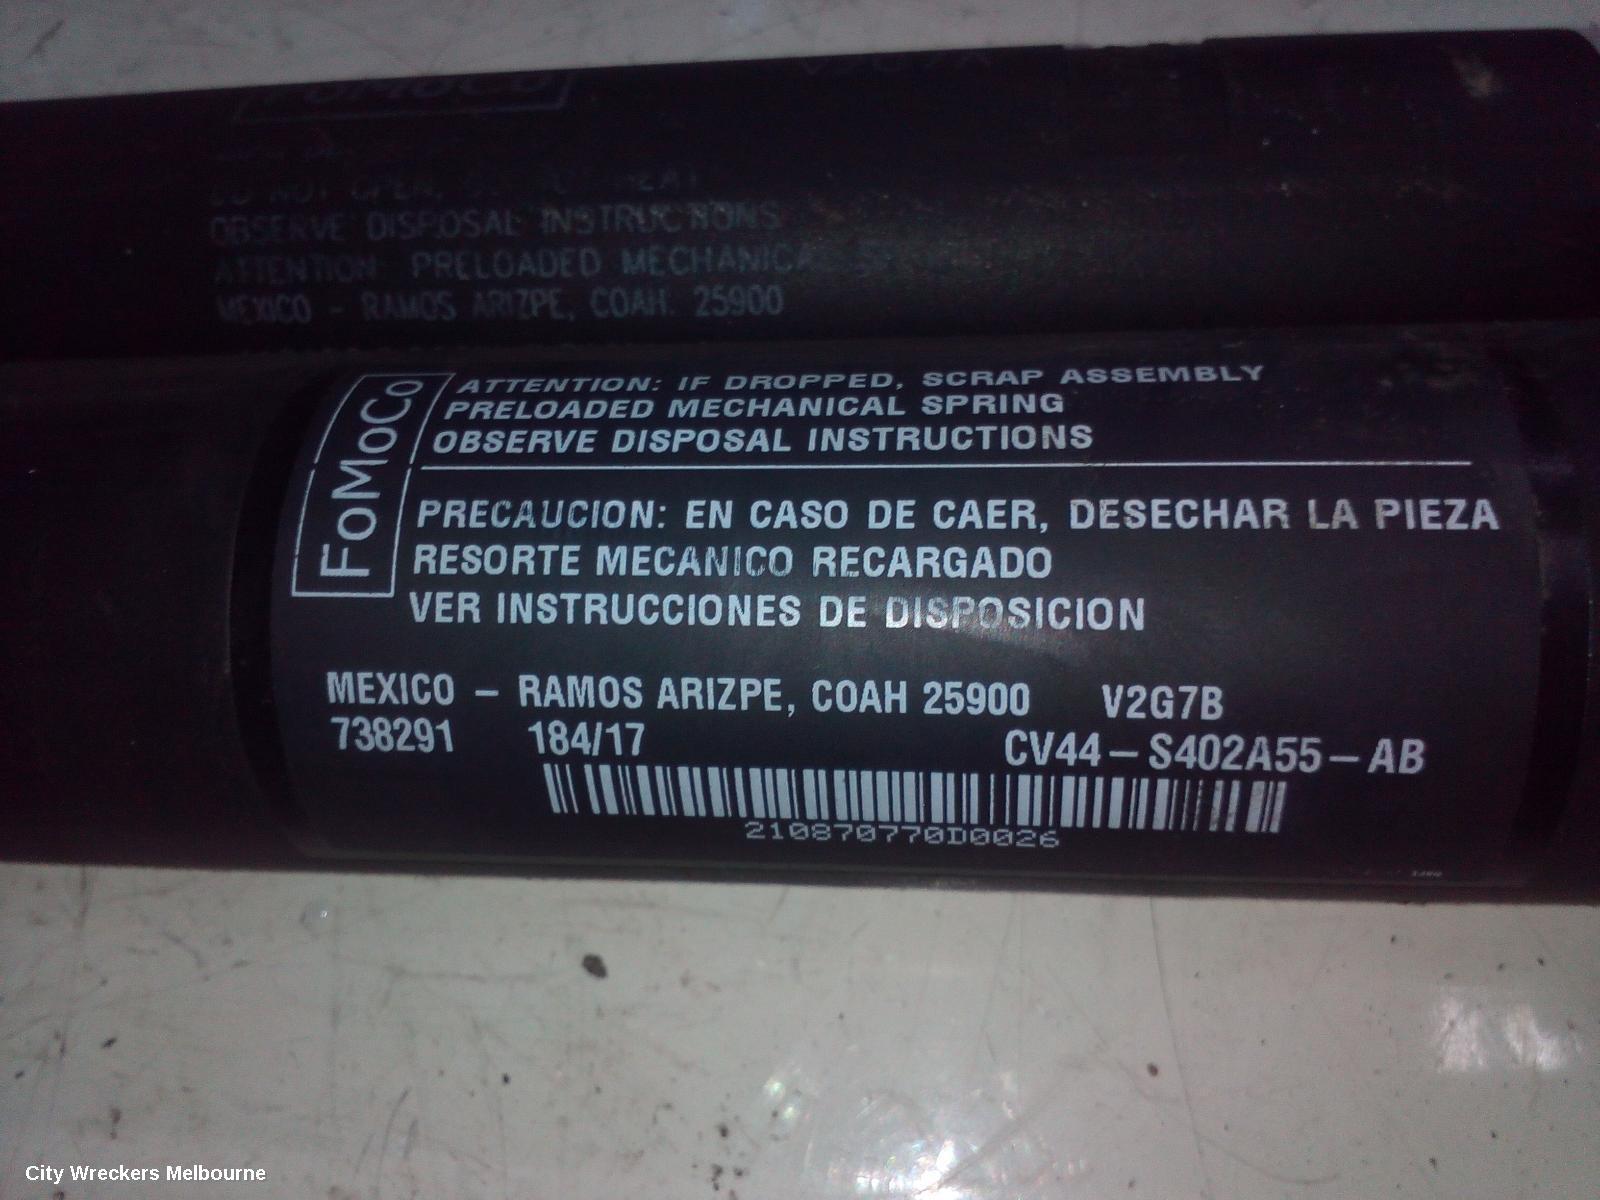 FoMoCo
OBSERVE DISPOSAL INSTRUCTIONS
ATTENTION: PRELOADED MECHANICA
MEXICO - RAMOS ARIZPE, COAH. 25900
FoMoCo
ATTENTION: IF DROPPED, SCRAP ASSEMBLY
PRELOADED MECHANICAL SPRING
OBSERVE DISPOSAL INSTRUCTIONS
PRECAUCION: EN CASO DE CAER, DESECHAR LA PIEZA
RESORTE MECANICO RECARGADO
VER INSTRUCCIONES DE DISPOSICION
MEXICO – RAMOS ARIZPE, COAH 25900 V2G7B
738291 184/17 CV44–S402A55–AB
210870770D0026
City Wreckers Melbourne